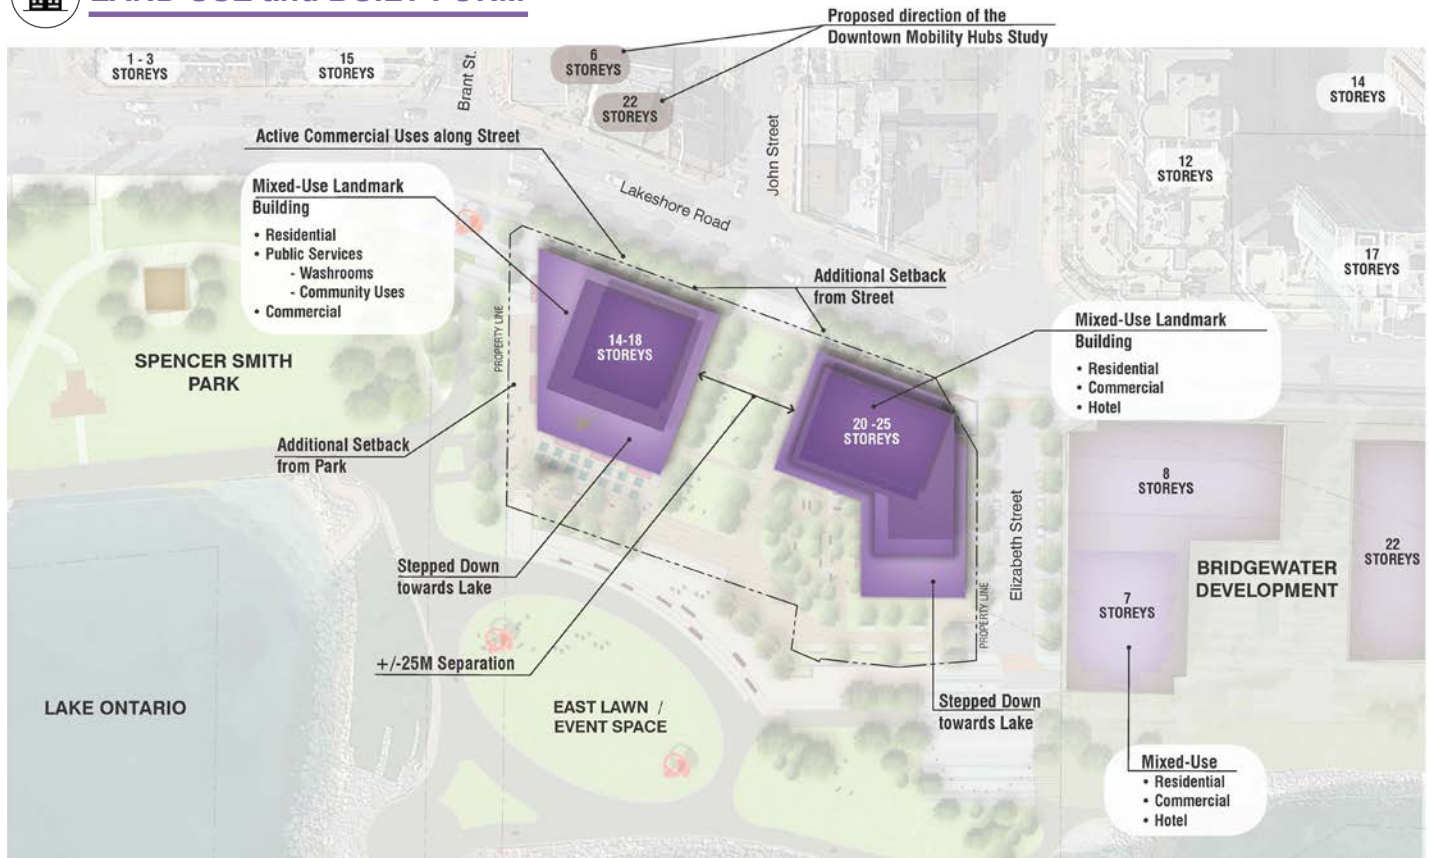 LAND USE and BUILT FORM
Proposed direction of the
Downtown Mobility Hubs Study
1 - 3
STOREYS
15
STOREYS
Brant St.
6
STOREYS
22
STOREYS
14
STOREYS
Active Commercial Uses along Street
John Street
12
STOREYS
Mixed-Use Landmark
Building
• Residential
• Public Services
- Washrooms
- Community Uses
• Commercial
Lakeshore Road
17
STOREYS
Additional Setback
from Street
PROPERTY LINE
14-18
STOREYS
Mixed-Use Landmark
Building
• Residential
• Commercial
• Hotel
SPENCER SMITH
PARK
20 -25
STOREYS
Additional Setback
from Park
8
STOREYS
Elizabeth Street
22
STOREYS
Stepped Down
towards Lake
BRIDGEWATER
DEVELOPMENT
7
STOREYS
PROPERTY LINE
+/-25M Separation
LAKE ONTARIO
EAST LAWN /
EVENT SPACE
Stepped Down
towards Lake
Mixed-Use
• Residential
• Commercial
• Hotel